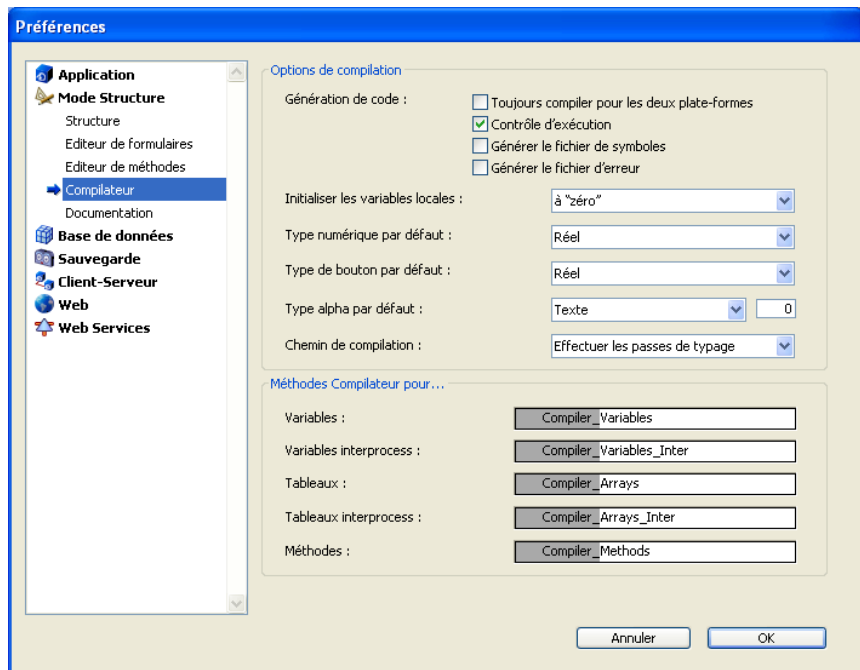 Préférences
Application
Mode Structure
Structure
Editeur de formulaires
Editeur de méthodes
Compilateur
Documentation
Base de données
Sauvegarde
Client-Serveur
Web
Web Services
Options de compilation
Génération de code :
Toujours compiler pour les deux plate-formes
Contrôle d'exécution
Générer le fichier de symboles
Générer le fichier d'erreur
Initialiser les variables locales : à "zéro"
Type numérique par défaut : Réel
Type de bouton par défaut : Réel
Type alpha par défaut : Texte 0
Chemin de compilation : Effectuer les passes de typage
Méthodes Compilateur pour...
Variables : Compiler_Variables
Variables interprocess : Compiler_Variables_Inter
Tableaux : Compiler_Arrays
Tableaux interprocess : Compiler_Arrays_Inter
Méthodes : Compiler_Methods
Annuler OK